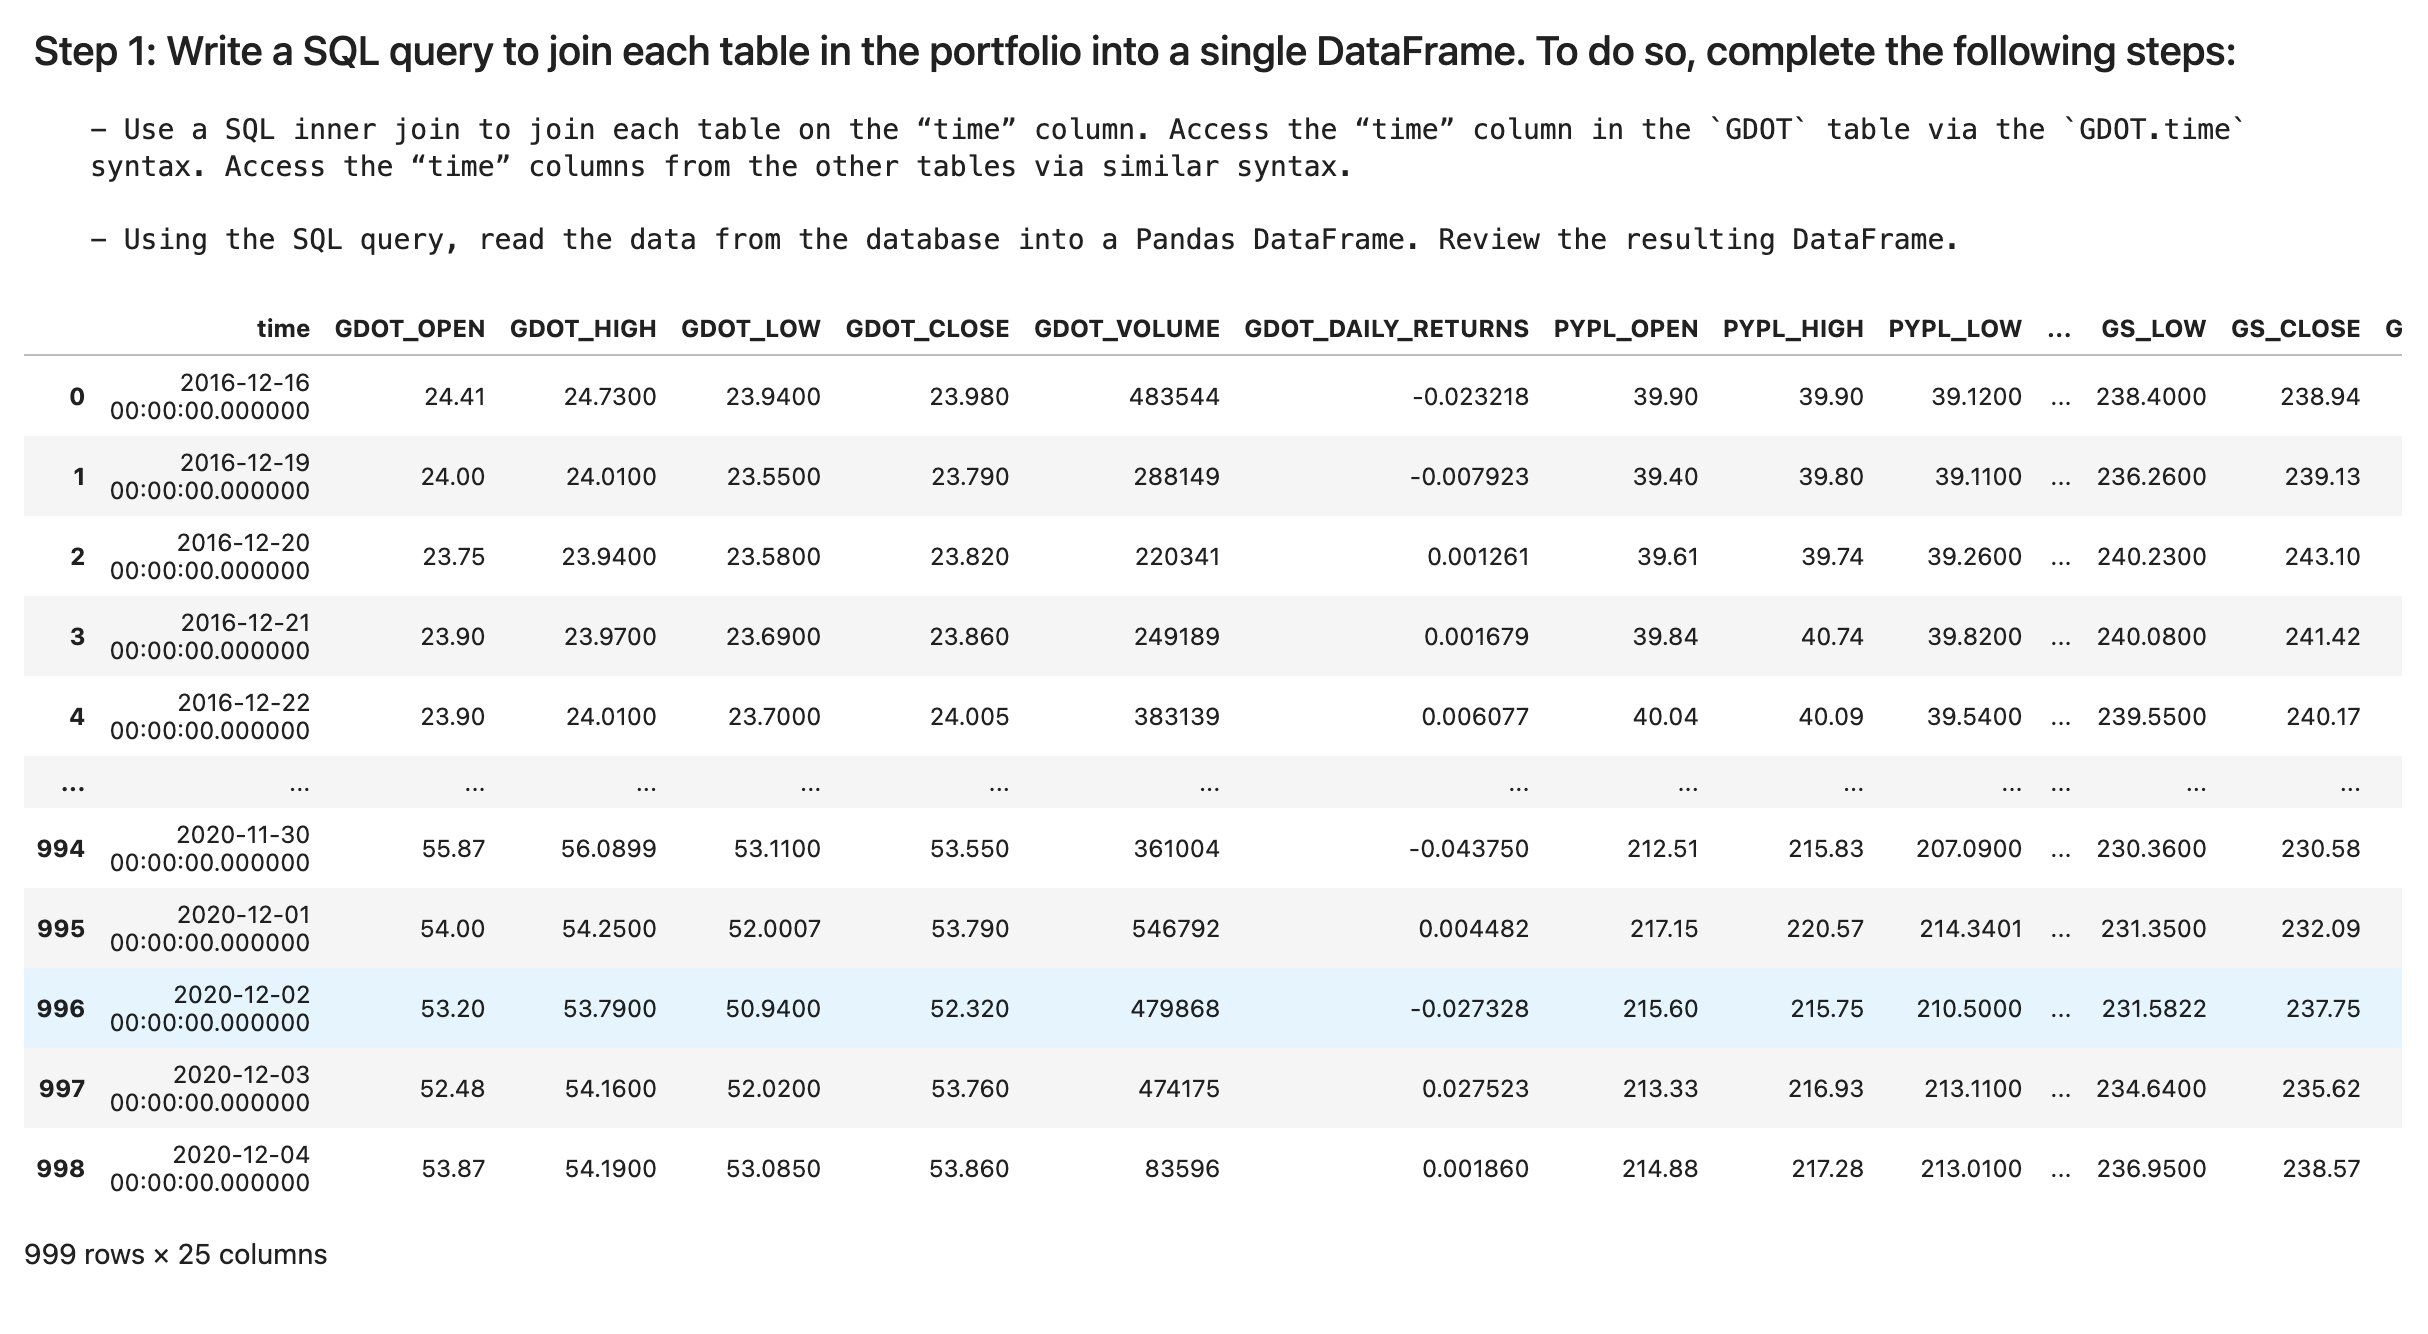 Step 1: Write a SQL query to join each table in the portfolio into a single DataFrame. To do so, complete the following steps:
– Use a SQL inner join to join each table on the “time” column. Access the “time” column in the `GDOT` table via the `GDOT.time`
syntax. Access the “time” columns from the other tables via similar syntax.
– Using the SQL query, read the data from the database into a Pandas DataFrame. Review the resulting DataFrame.
time GDOT_OPEN GDOT_HIGH GDOT_LOW GDOT_CLOSE GDOT_VOLUME GDOT_DAILY_RETURNS PYPL_OPEN PYPL_HIGH PYPL_LOW ... GS_LOW GS_CLOSE G
0 2016-12-16 00:00:00.000000 24.41 24.7300 23.9400 23.980 483544 -0.023218 39.90 39.90 39.1200 ... 238.4000 238.94
1 2016-12-19 00:00:00.000000 24.00 24.0100 23.5500 23.790 288149 -0.007923 39.40 39.80 39.1100 ... 236.2600 239.13
2 2016-12-20 00:00:00.000000 23.75 23.9400 23.5800 23.820 220341 0.001261 39.61 39.74 39.2600 ... 240.2300 243.10
3 2016-12-21 00:00:00.000000 23.90 23.9700 23.6900 23.860 249189 0.001679 39.84 40.74 39.8200 ... 240.0800 241.42
4 2016-12-22 00:00:00.000000 23.90 24.0100 23.7000 24.005 383139 0.006077 40.04 40.09 39.5400 ... 239.5500 240.17
... ... ... ... ... ... ... ... ... ... ... ... ... ...
994 2020-11-30 00:00:00.000000 55.87 56.0899 53.1100 53.550 361004 -0.043750 212.51 215.83 207.0900 ... 230.3600 230.58
995 2020-12-01 00:00:00.000000 54.00 54.2500 52.0007 53.790 546792 0.004482 217.15 220.57 214.3401 ... 231.3500 232.09
996 2020-12-02 00:00:00.000000 53.20 53.7900 50.9400 52.320 479868 -0.027328 215.60 215.75 210.5000 ... 231.5822 237.75
997 2020-12-03 00:00:00.000000 52.48 54.1600 52.0200 53.760 474175 0.027523 213.33 216.93 213.1100 ... 234.6400 235.62
998 2020-12-04 00:00:00.000000 53.87 54.1900 53.0850 53.860 83596 0.001860 214.88 217.28 213.0100 ... 236.9500 238.57
999 rows × 25 columns